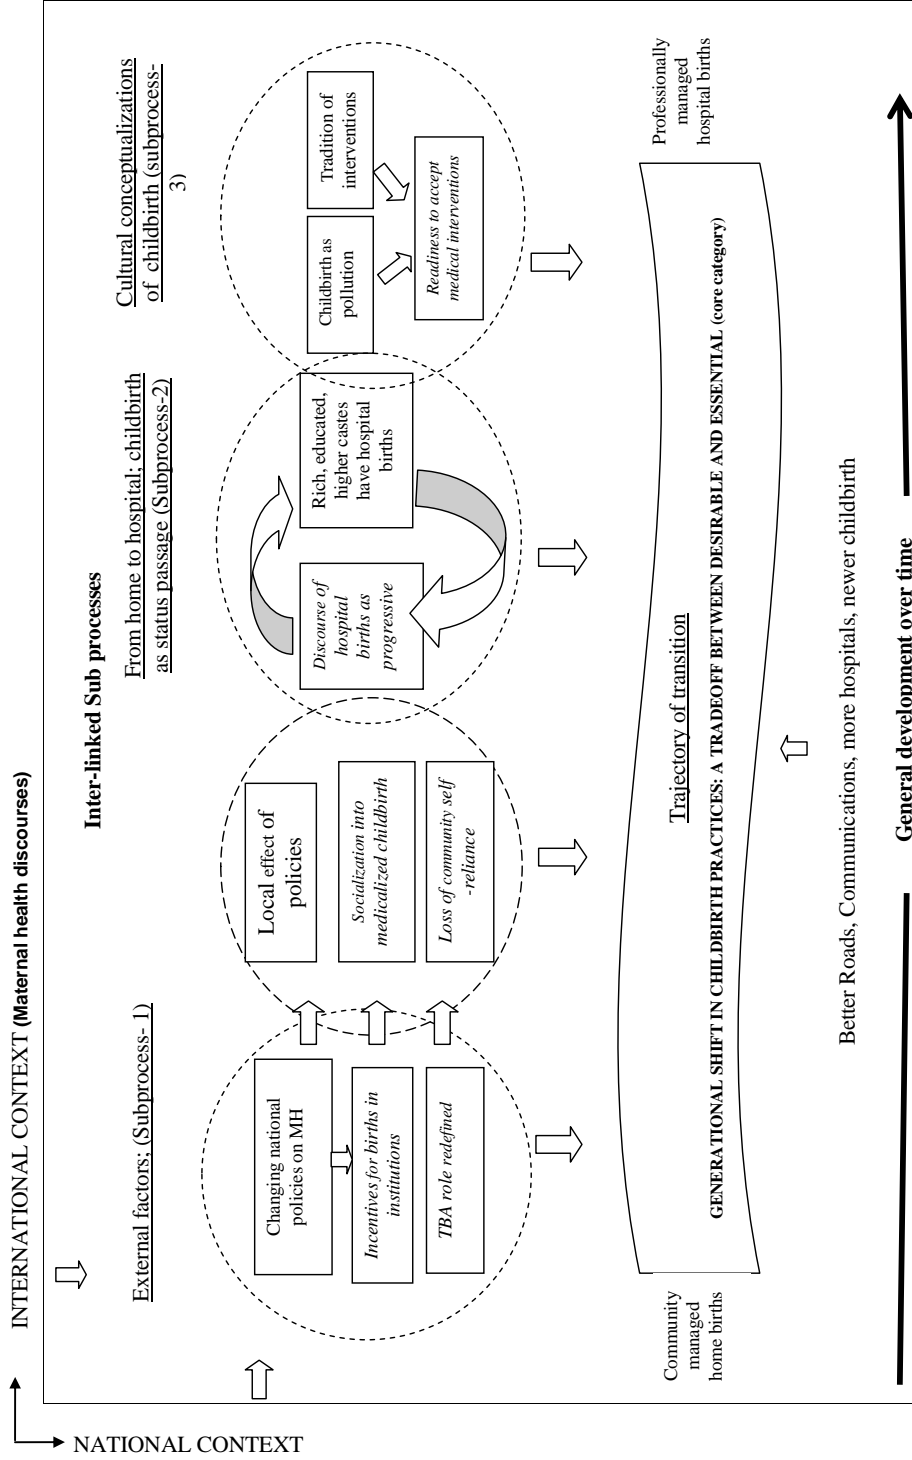 INTERNATIONAL CONTEXT (Maternal health discourses)
NATIONAL CONTEXT
Inter-linked Sub processes
External factors; (Subprocess- 1)
From home to hospital; childbirth
as status passage (Subprocess-2)
Cultural conceptualizations
of childbirth (subprocess-
3)
Changing national
policies on MH
Incentives for births in
institutions
TBA role redefined
Local effect of
policies
Socialization into
medicalized childbirth
Loss of community self
-reliance
Discourse of
hospital
births as
progressive
Rich, educated,
higher castes
have hospital
births
Childbirth as
pollution
Tradition of
interventions
Readiness to accept
medical interventions
Community
managed
home births
Trajectory of transition
GENERATIONAL SHIFT IN CHILDBIRTH PRACTICES: A TRADEOFF BETWEEN DESIRABLE AND ESSENTIAL (core category)
Professionally
managed
hospital births
Better Roads, Communications, more hospitals, newer childbirth
General development over time